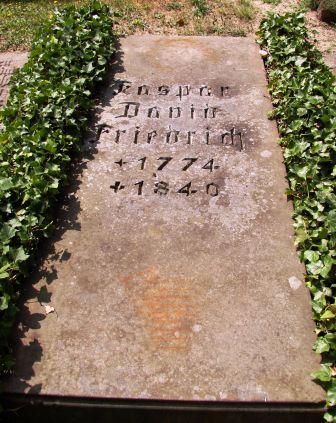 Caspar
David
Friedrich
+ 1774
+ 1840